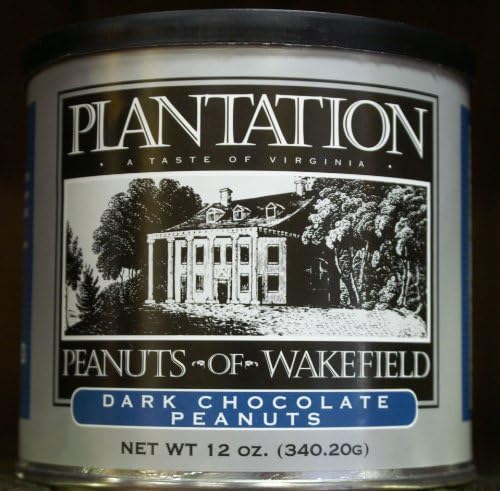 PLANTATION
• A TASTE OF VIRGINIA •
PEANUTS OF WAKEFIELD
DARK CHOCOLATE
PEANUTS
NET WT 12 OZ. (340.20G)